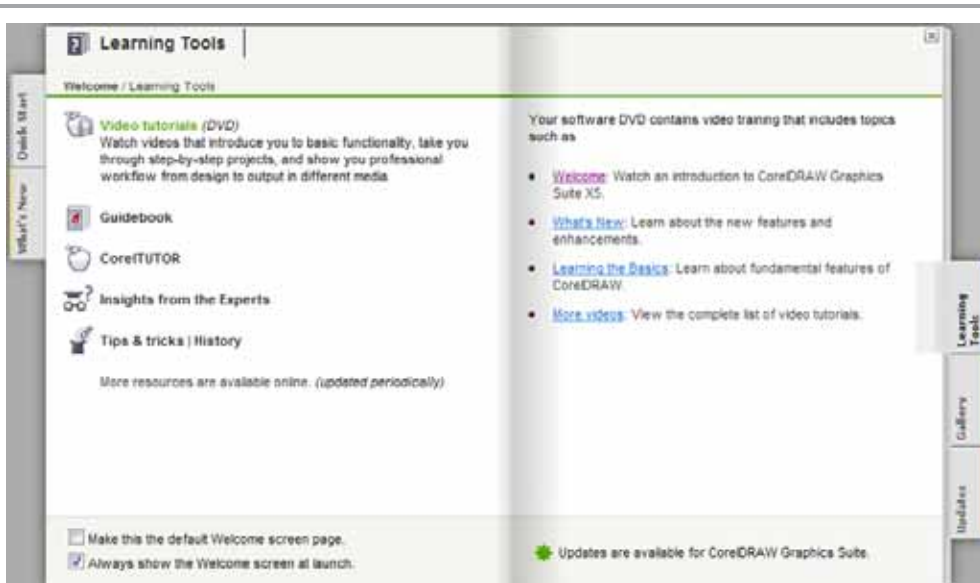 Learning Tools
Welcome / Learning Tools
Quick Start
What's New
Video tutorials (DVD)
Watch videos that introduce you to basic functionality, take you
through step-by-step projects, and show you professional
workflow from design to output in different media
Guidebook
CorelTUTOR
Insights from the Experts
Tips & tricks | History
More resources are available online. (updated periodically)
Make this the default Welcome screen page.
Always show the Welcome screen at launch.
Your software DVD contains video training that includes topics
such as
Welcome: Watch an introduction to CorelDRAW Graphics
Suite X5.
What's New: Learn about the new features and
enhancements.
Learning the Basics: Learn about fundamental features of
CorelDRAW.
More videos: View the complete list of video tutorials.
Updates are available for CorelDRAW Graphics Suite.
Learning
Tools
Gallery
Updates